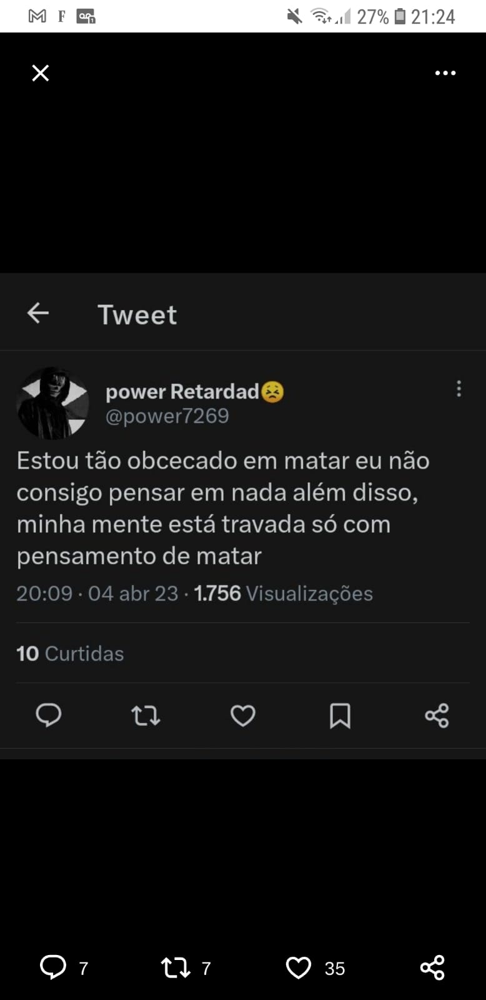 F 1 27% 21:24
Tweet
power Retardad😣
@power7269
Estou tão obcecado em matar eu não
consigo pensar em nada além disso,
minha mente está travada só com
pensamento de matar
20:09 · 04 abr 23 · 1.756 Visualizações
10 Curtidas
7 7 35